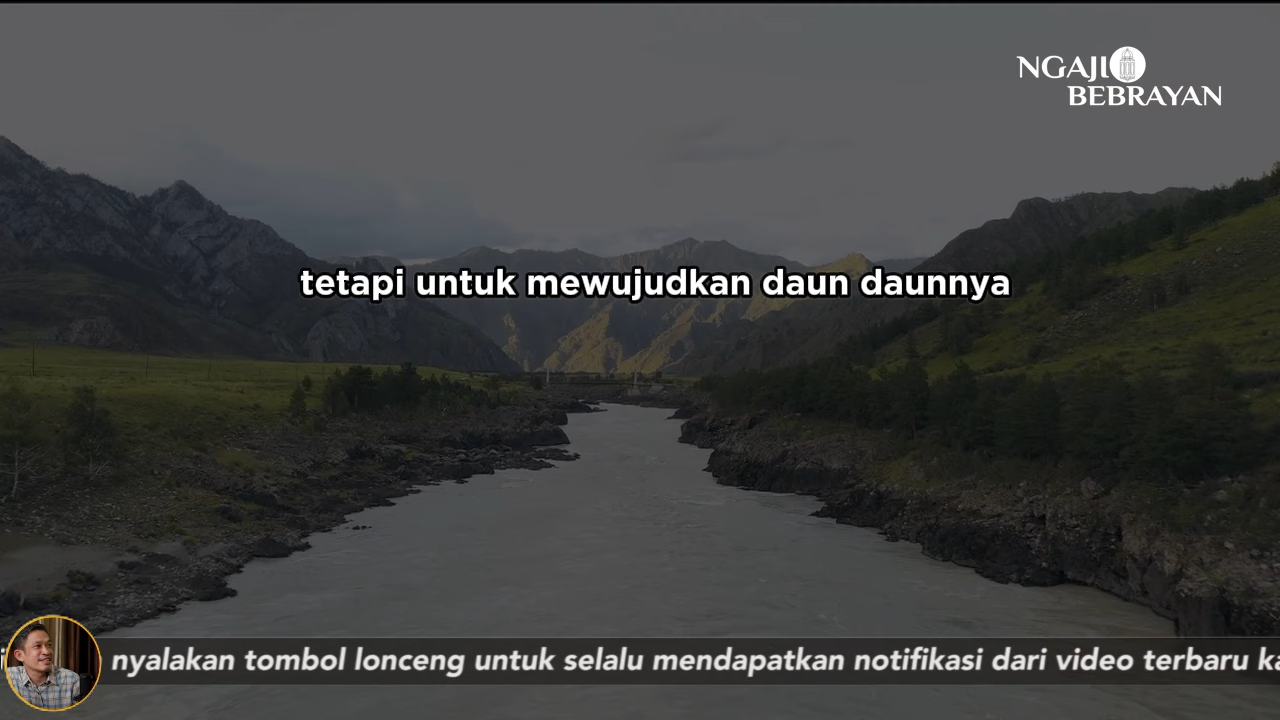 NGAJI
BEBRAYAN
tetapi untuk mewujudkan daun daunnya
nyalakan tombol lonceng untuk selalu mendapatkan notifikasi dari video terbaru